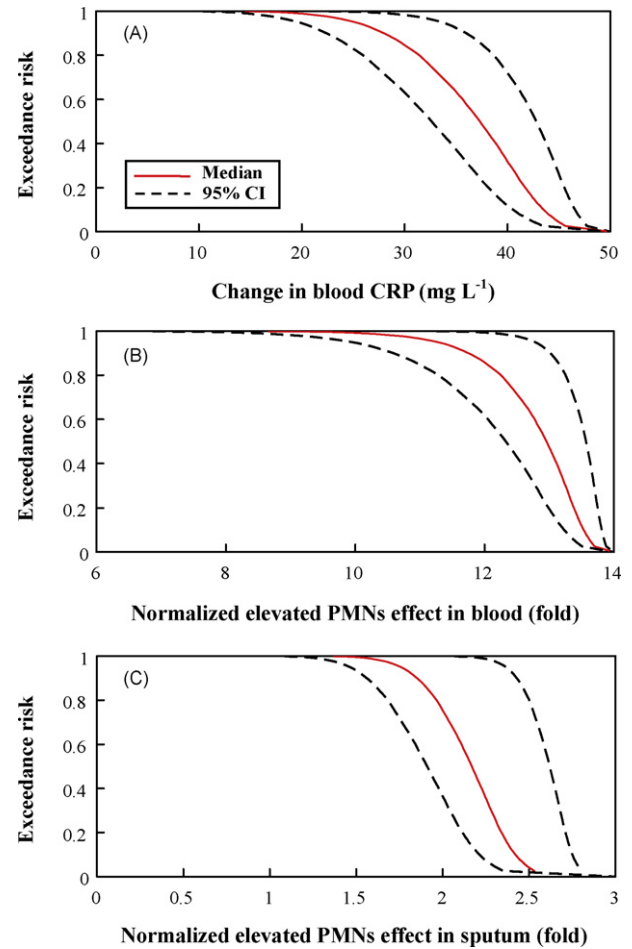 (A)
Exceedance risk
1
0.8
0.6
0.4
0.2
0
Median
95% CI
0 10 20 30 40 50
Change in blood CRP (mg L⁻¹)
(B)
Exceedance risk
1
0.8
0.6
0.4
0.2
0
6 8 10 12 14
Normalized elevated PMNs effect in blood (fold)
(C)
Exceedance risk
1
0.8
0.6
0.4
0.2
0
0 0.5 1 1.5 2 2.5 3
Normalized elevated PMNs effect in sputum (fold)